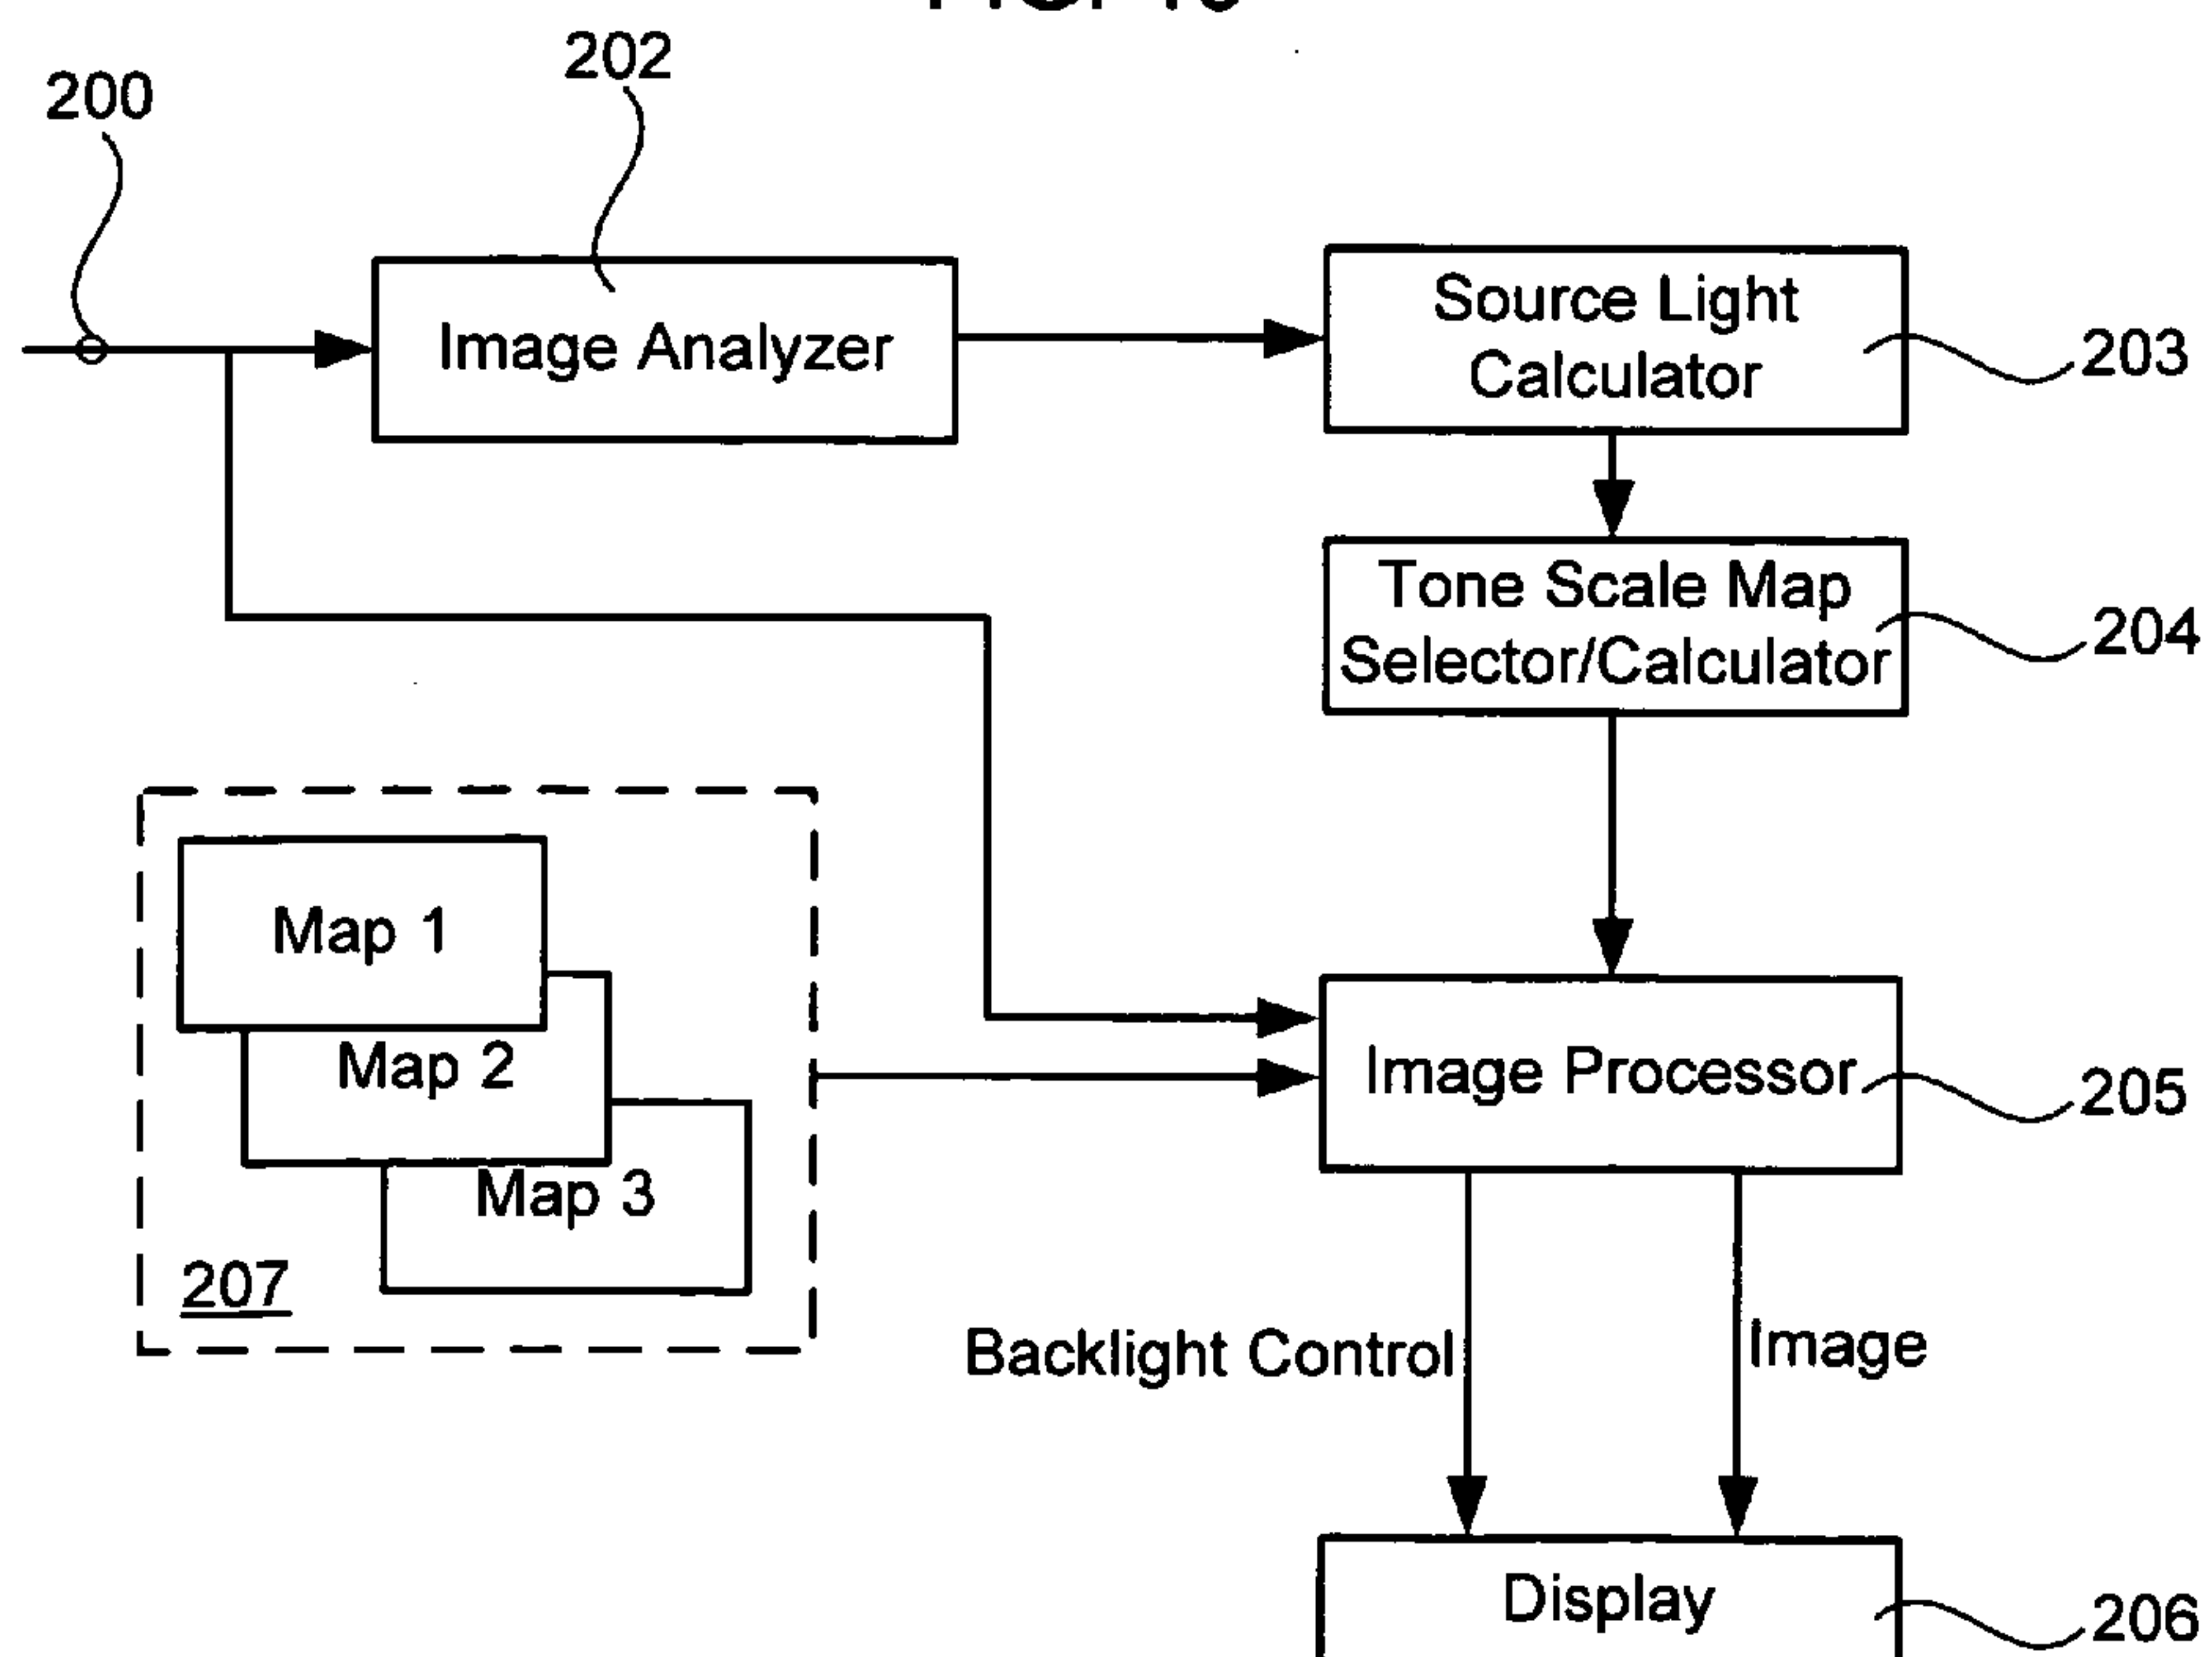 202
200
Image Analyzer
Source Light
Calculator
203
Tone Scale Map
Selector/Calculator
204
Map 1
Map 2
Map 3
207
Image Processor
205
Backlight Control
Image
Display
206